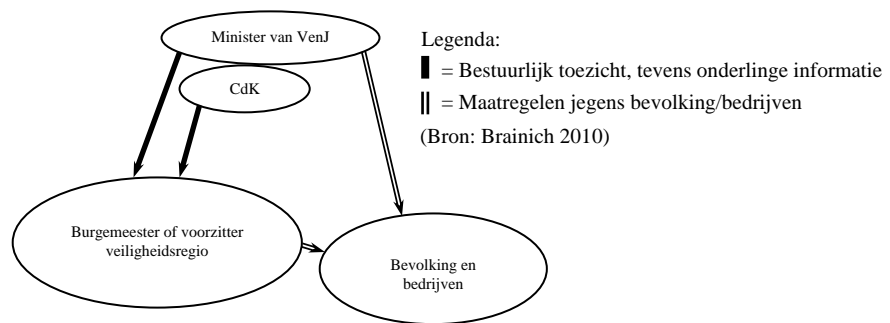 Minister van VenJ
CdK
Legenda:
= Bestuurlijk toezicht, tevens onderlinge informatie
= Maatregelen jegens bevolking/bedrijven
(Bron: Brainich 2010)
Burgemeester of voorzitter
veiligheidsregio
Bevolking en
bedrijven